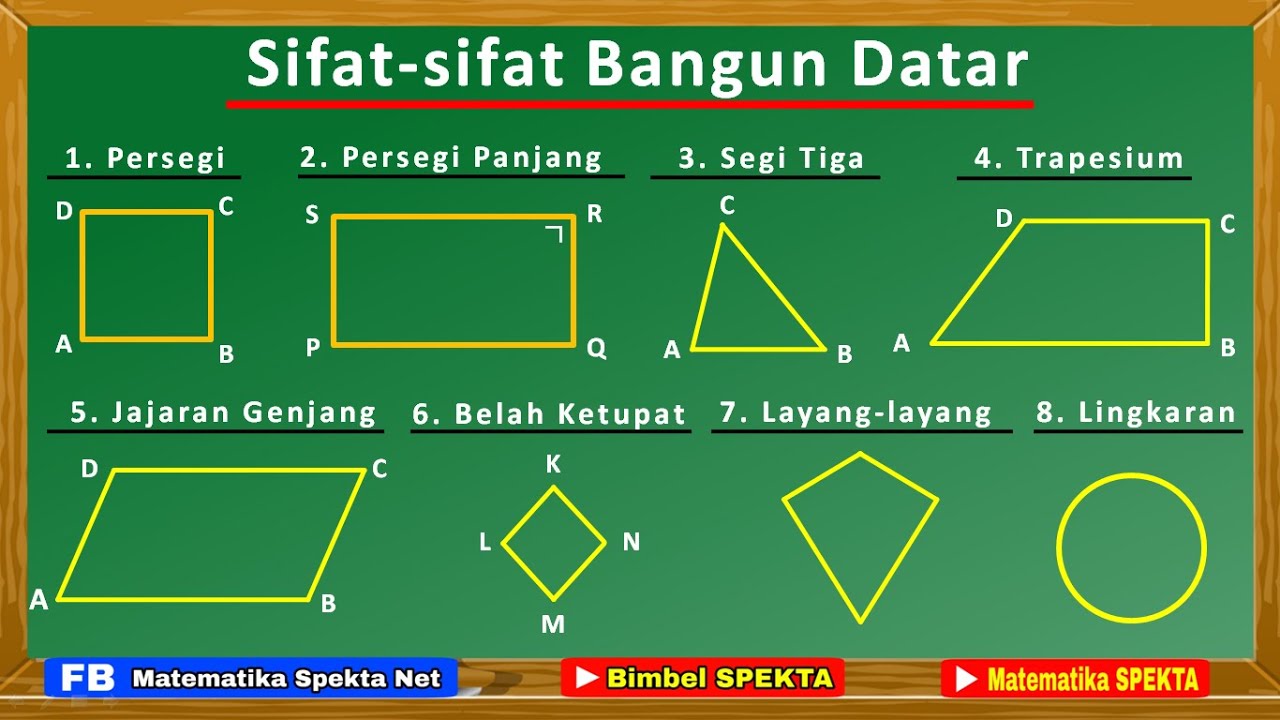 Sifat-sifat Bangun Datar
1. Persegi
2. Persegi Panjang
3. Segi Tiga
4. Trapesium
D
C
A
B
S
R
P
Q
C
A
B
D
C
A
B
5. Jajaran Genjang
6. Belah Ketupat
7. Layang-layang
8. Lingkaran
D
C
A
B
K
L
N
M
FB Matematika Spekta Net
Bimbel SPEKTA
Matematika SPEKTA